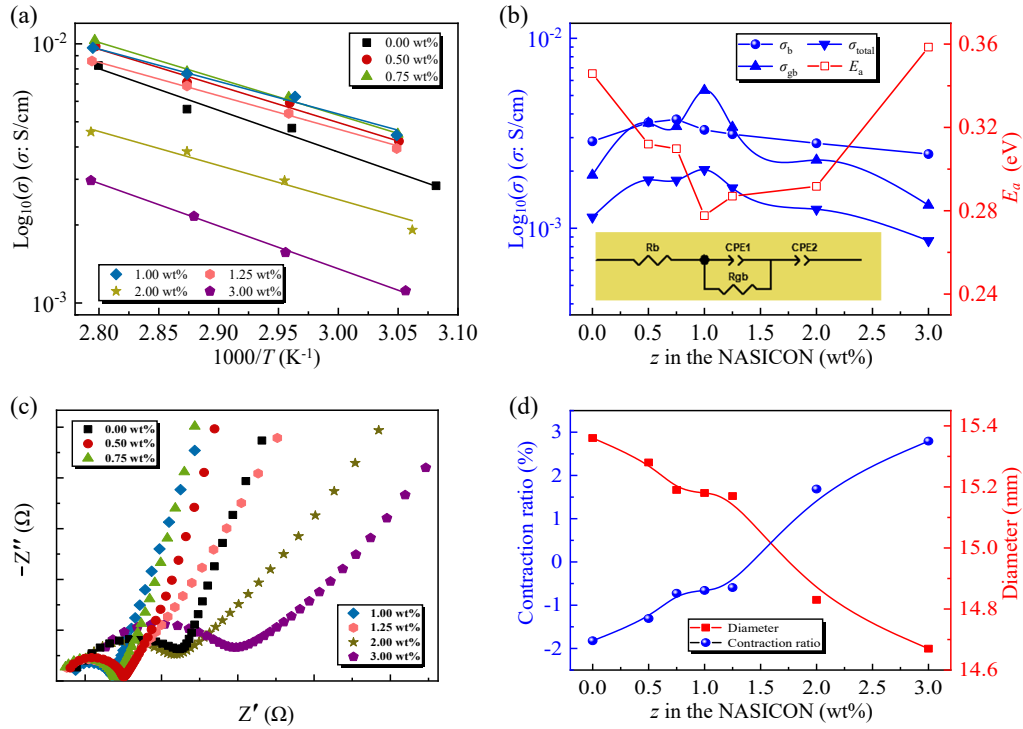 (a)
Log10(σ) (σ: S/cm)
10-2
10-3
0.00 wt%
0.50 wt%
0.75 wt%
1.00 wt%
1.25 wt%
2.00 wt%
3.00 wt%
2.80
2.85
2.90
2.95
3.00
3.05
3.10
1000/T (K-1)
(b)
Log10(σ) (σ: S/cm)
10-2
10-3
σb
σtotal
σgb
Ea
Rb
CPE1
CPE2
Rgb
0.36
0.32
0.28
0.24
Ea (eV)
0.0
0.5
1.0
1.5
2.0
2.5
3.0
z in the NASICON (wt%)
(c)
-Z″ (Ω)
0.00 wt%
0.50 wt%
0.75 wt%
1.00 wt%
1.25 wt%
2.00 wt%
3.00 wt%
Z′ (Ω)
(d)
Contraction ratio (%)
3
2
1
0
-1
-2
Diameter
Contraction ratio
15.4
15.2
15.0
14.8
14.6
Diameter (mm)
0.0
0.5
1.0
1.5
2.0
2.5
3.0
z in the NASICON (wt%)